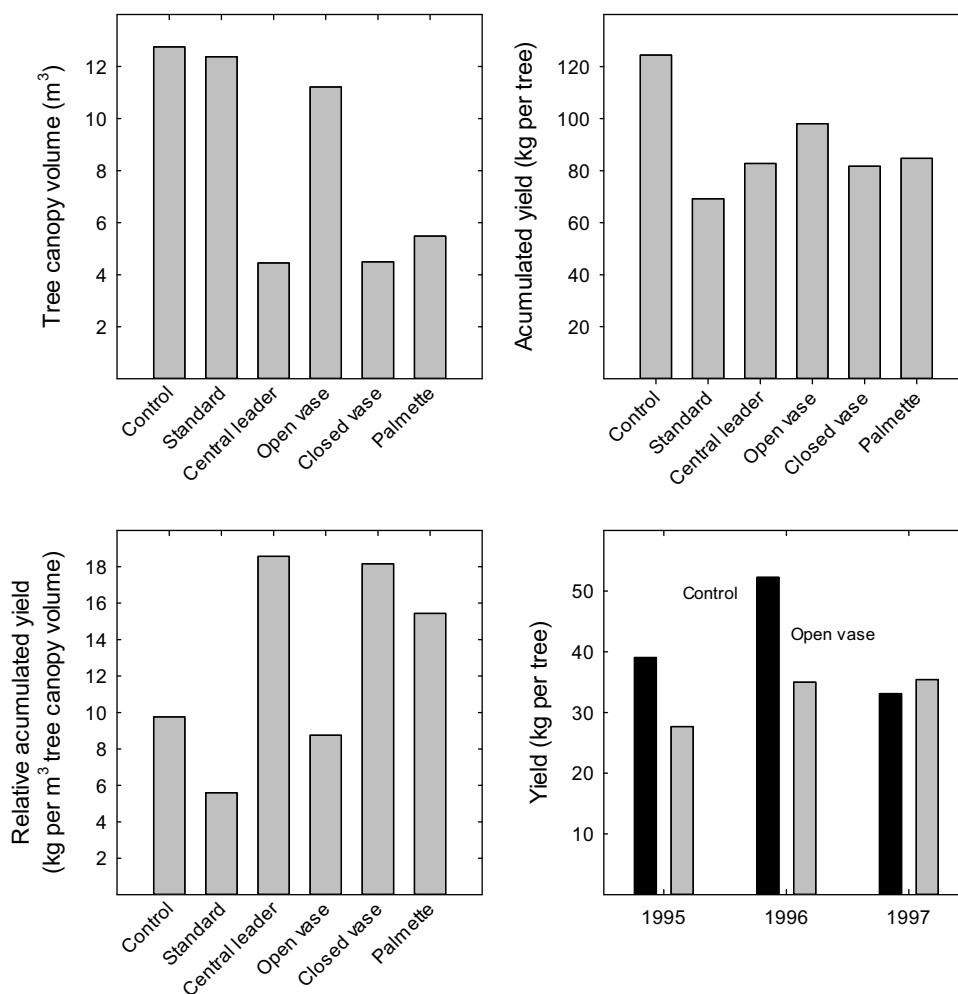 Tree canopy volume (m³)
12
10
8
6
4
2
Control
Standard
Central leader
Open vase
Closed vase
Palmette
Acumulated yield (kg per tree)
120
100
80
60
40
20
Control
Standard
Central leader
Open vase
Closed vase
Palmette
Relative acumulated yield
(kg per m³ tree canopy volume)
18
16
14
12
10
8
6
4
2
Control
Standard
Central leader
Open vase
Closed vase
Palmette
Yield (kg per tree)
50
40
30
20
10
Control
Open vase
1995
1996
1997